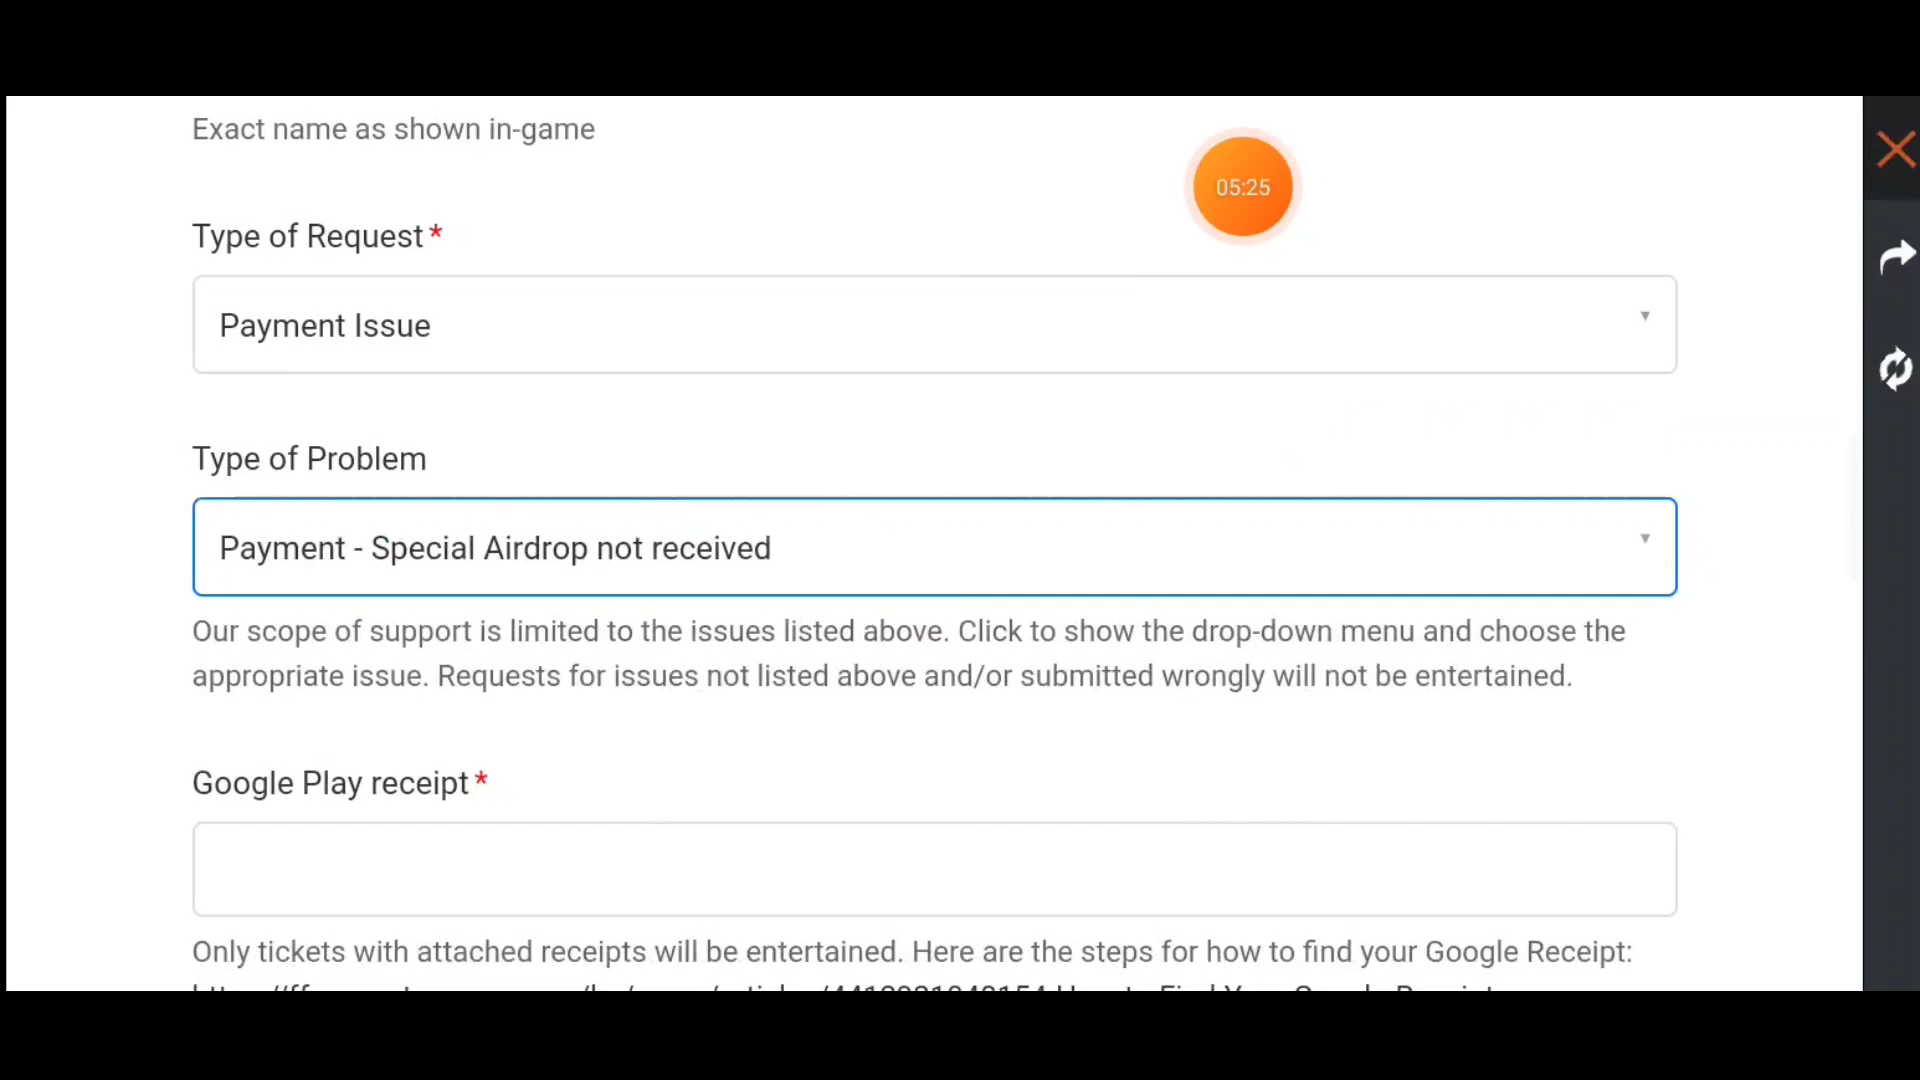 Exact name as shown in-game
05:25
Type of Request*
Payment Issue
Type of Problem
Payment - Special Airdrop not received
Our scope of support is limited to the issues listed above. Click to show the drop-down menu and choose the
appropriate issue. Requests for issues not listed above and/or submitted wrongly will not be entertained.
Google Play receipt*
Only tickets with attached receipts will be entertained. Here are the steps for how to find your Google Receipt: